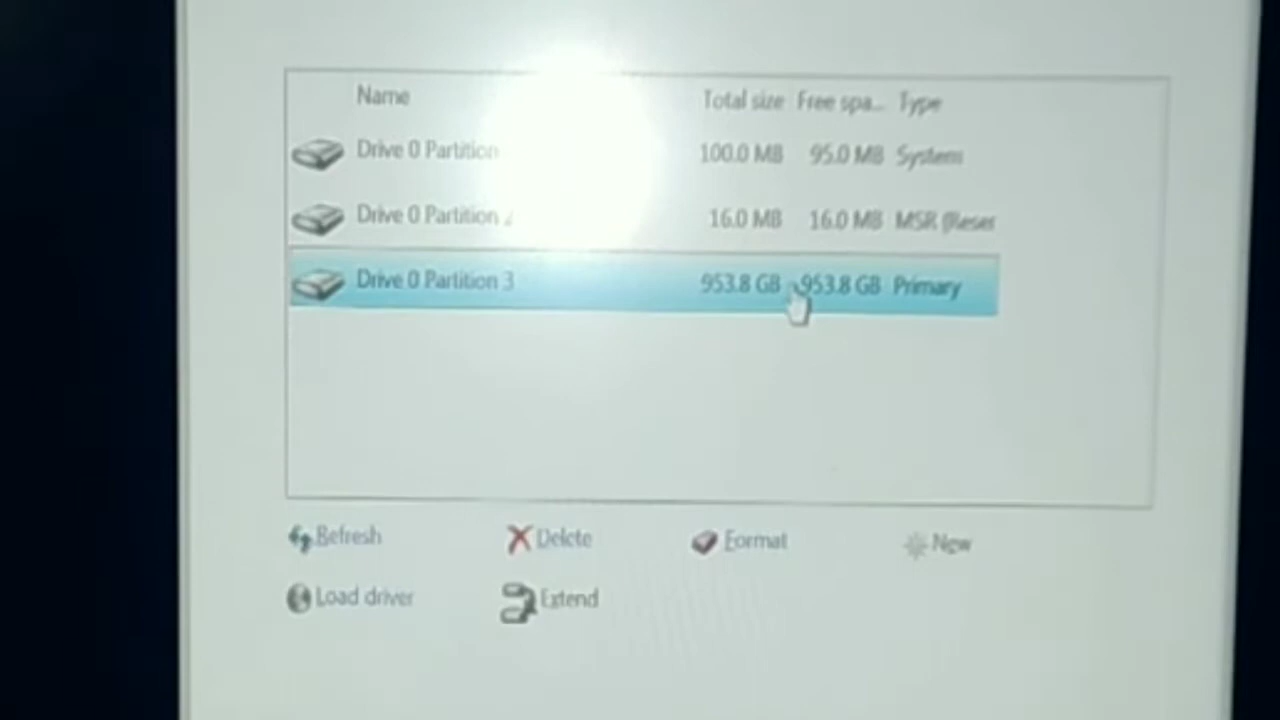 Name Total size Free spa... Type
Drive 0 Partition 100.0 MB 95.0 MB System
Drive 0 Partition 2 16.0 MB 16.0 MB MSR (Reser
Drive 0 Partition 3 953.8 GB 953.8 GB Primary
Refresh Delete Format New
Load driver Extend